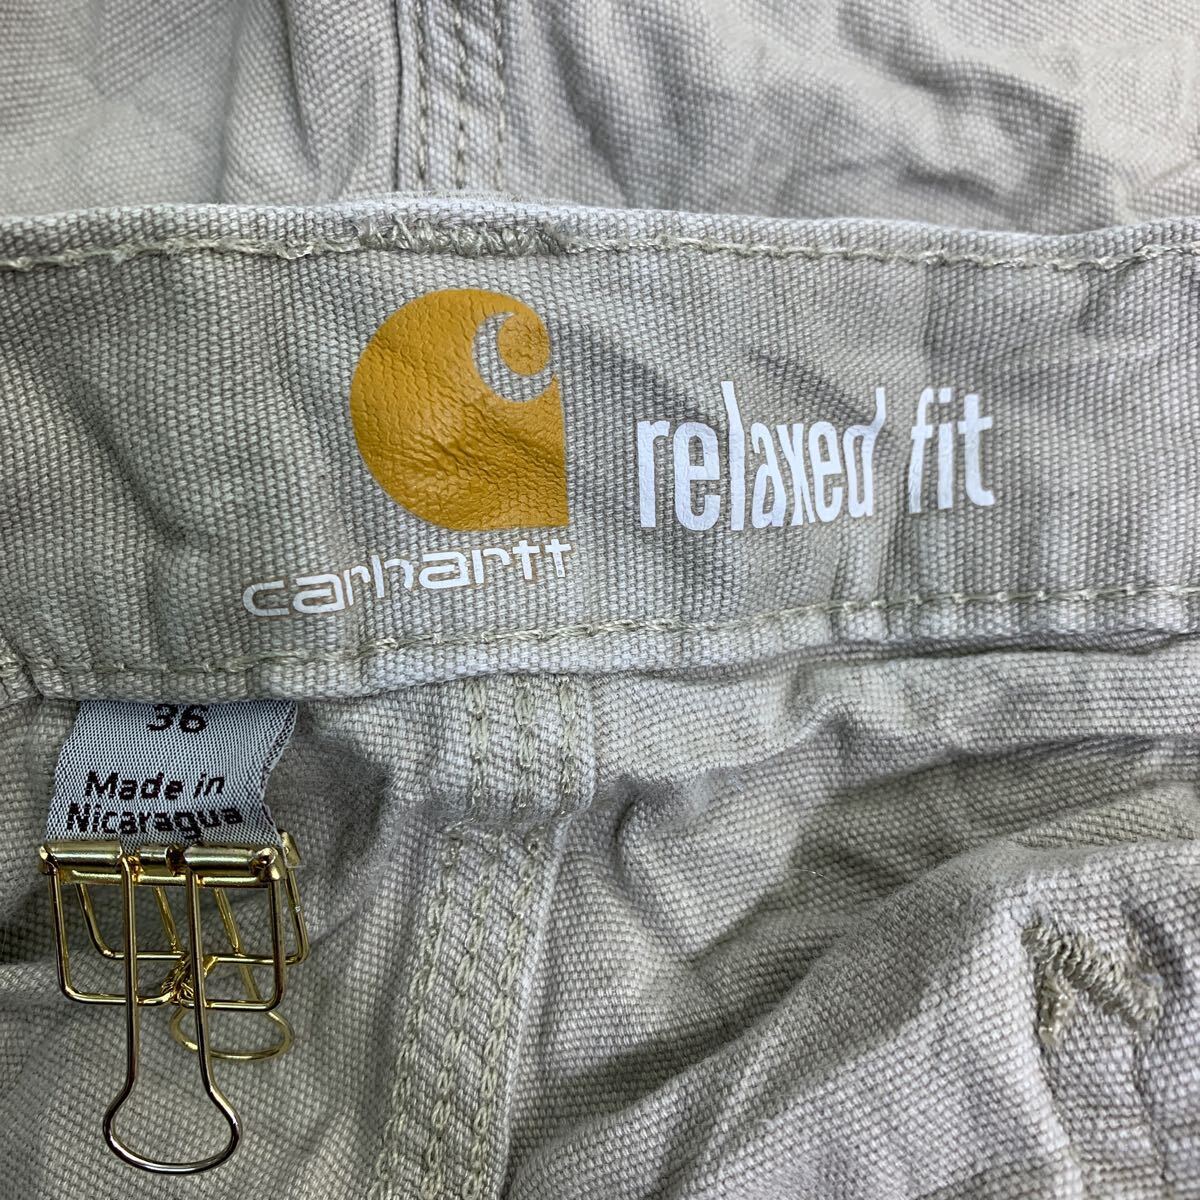 relaxed fit
carhartt
36
Made in
Nicaragua